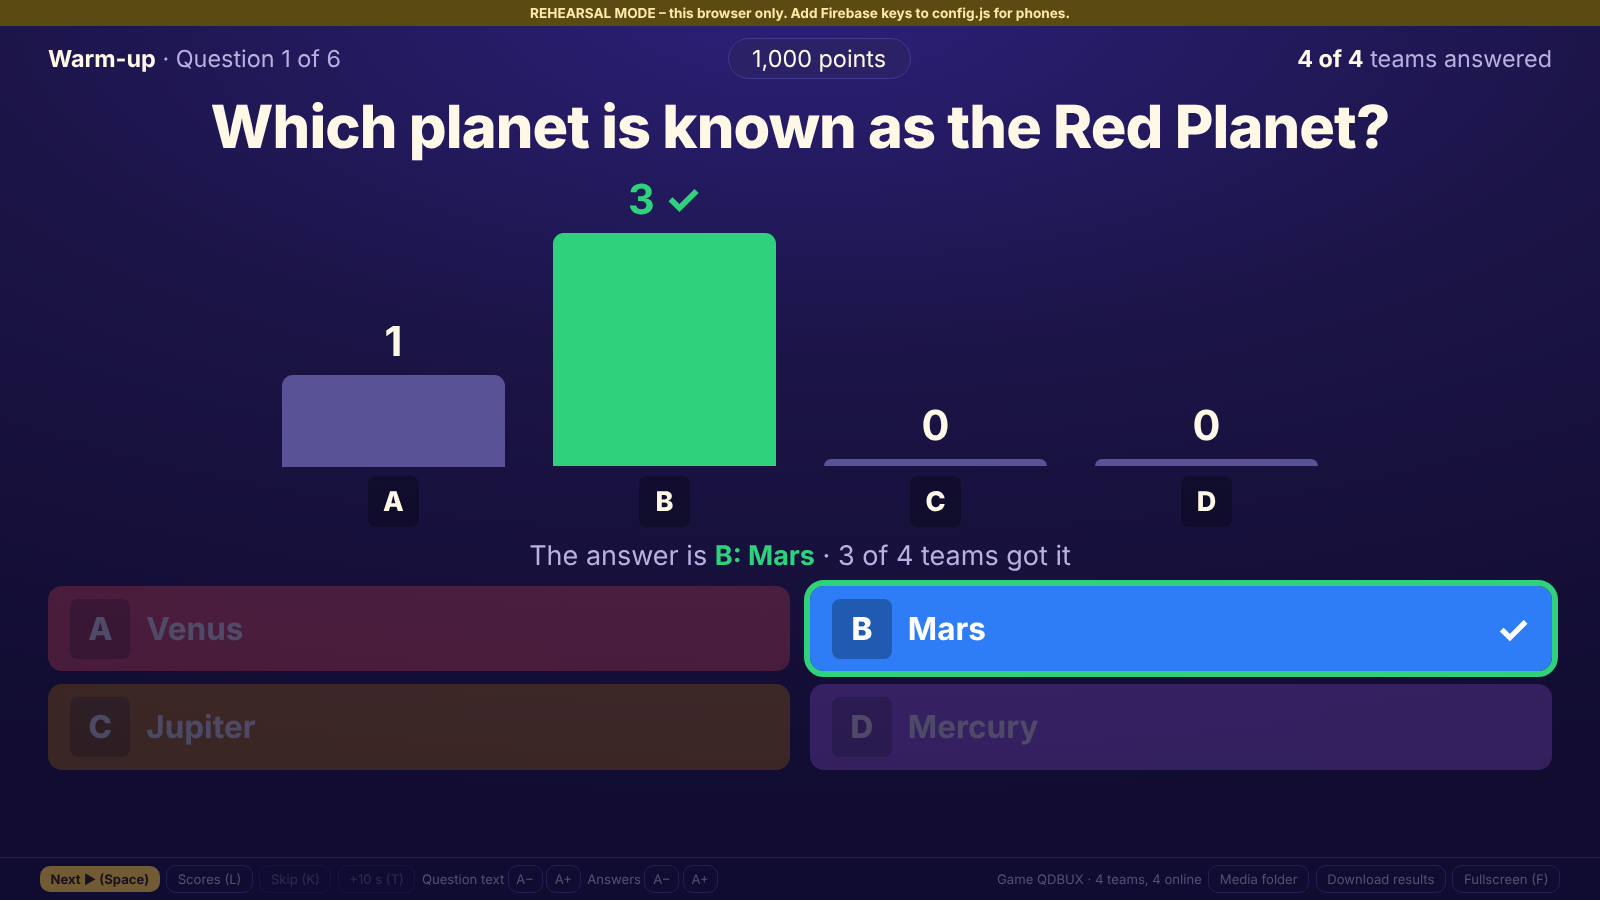 REHEARSAL MODE – this browser only. Add Firebase keys to config.js for phones.
Warm-up · Question 1 of 6
1,000 points
4 of 4 teams answered
Which planet is known as the Red Planet?
3 ✓
1
0
0
A
B
C
D
The answer is B: Mars · 3 of 4 teams got it
A Venus
B Mars ✓
C Jupiter
D Mercury
Next ▶ (Space) Scores (L) Skip (K) +10 s (T) Question text A− A+ Answers A− A+ Game QDBUX · 4 teams, 4 online Media folder Download results Fullscreen (F)